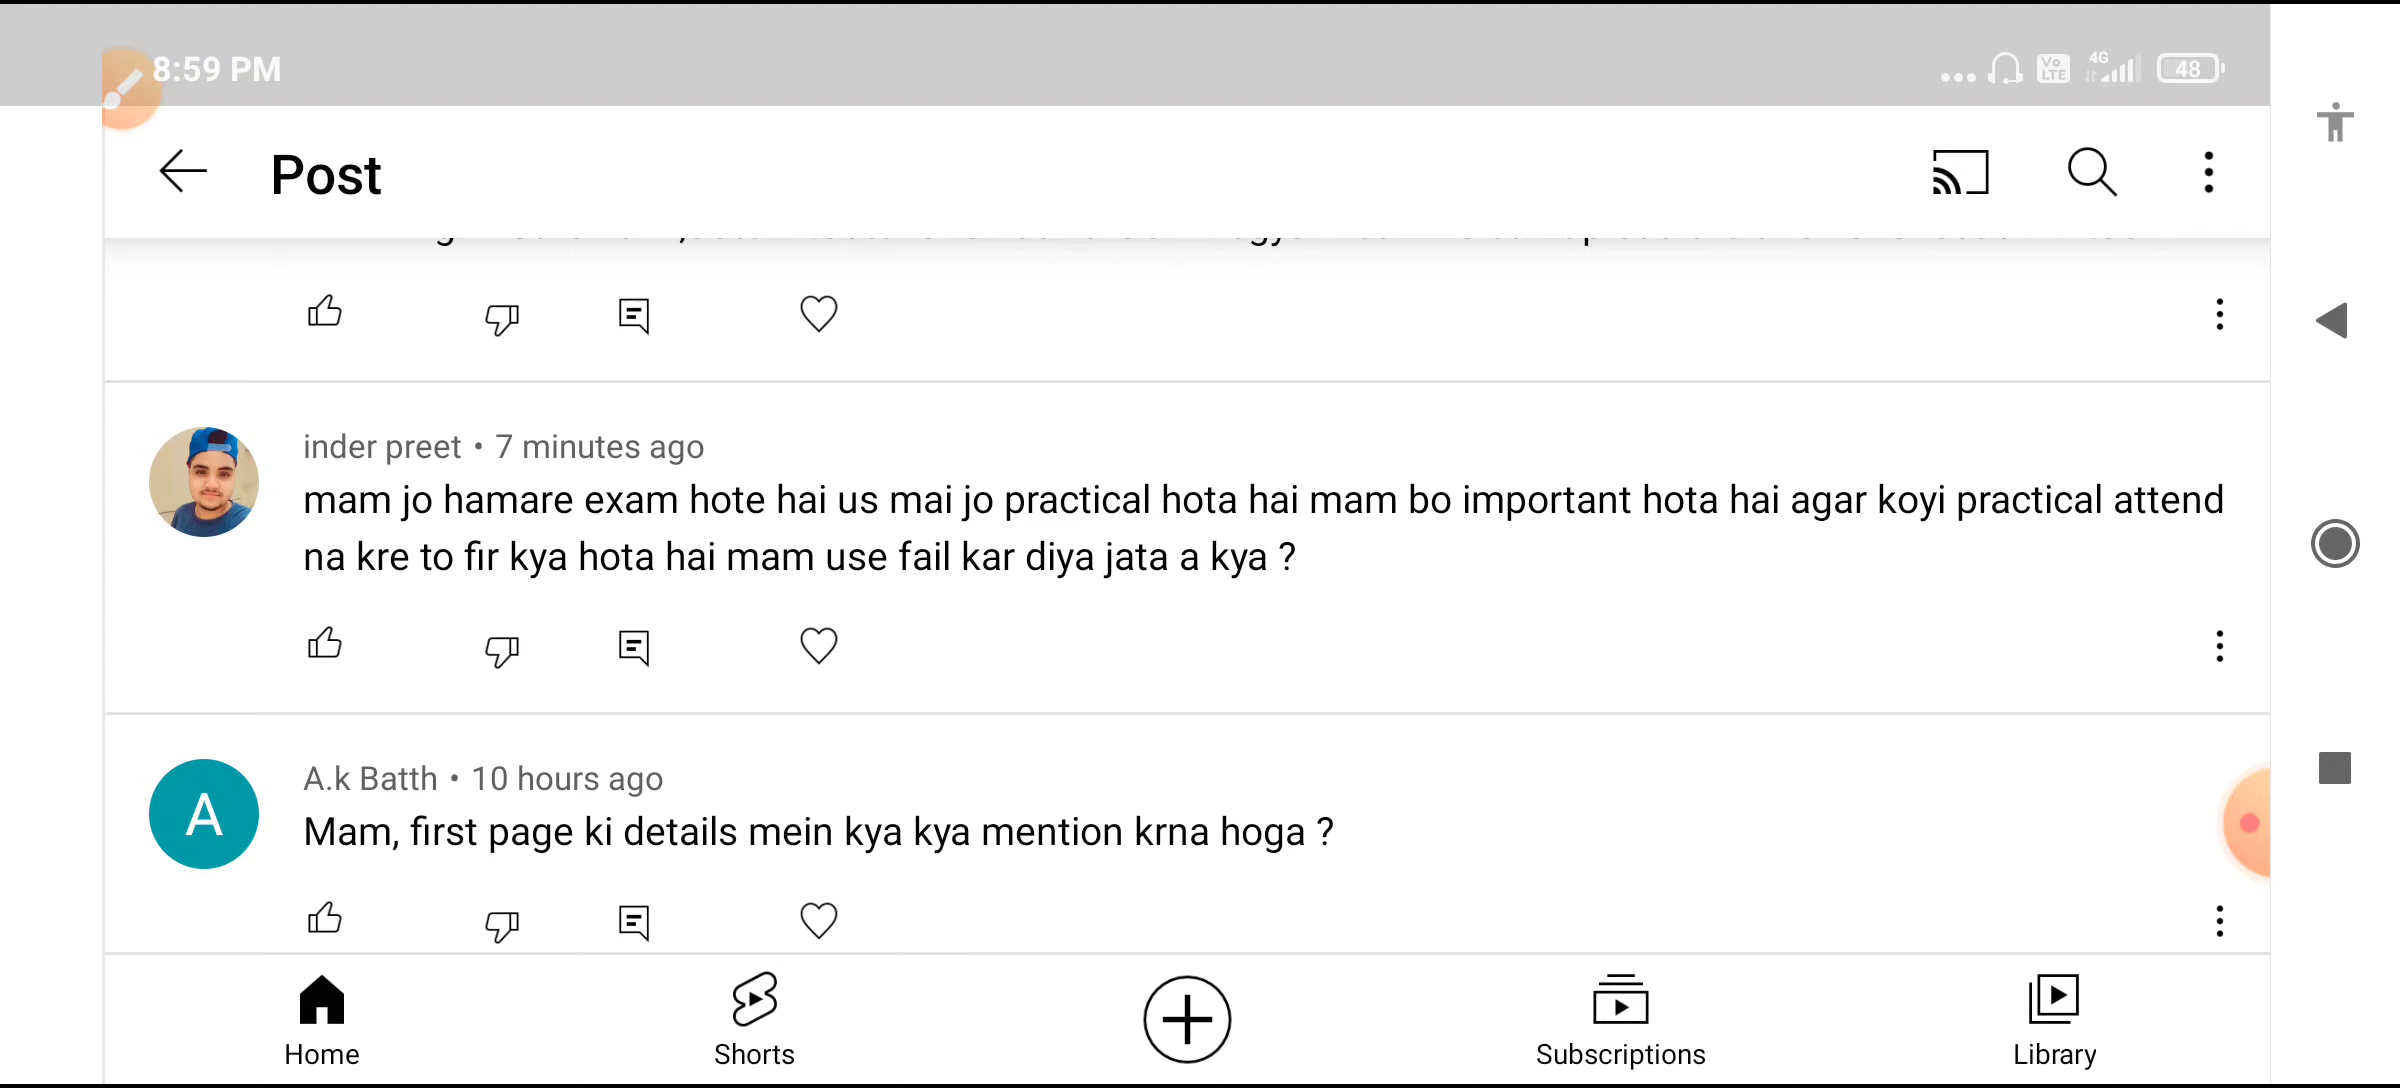 8:59 PM
Vo LTE 4G 48
Post
inder preet • 7 minutes ago
mam jo hamare exam hote hai us mai jo practical hota hai mam bo important hota hai agar koyi practical attend
na kre to fir kya hota hai mam use fail kar diya jata a kya ?
A
A.k Batth • 10 hours ago
Mam, first page ki details mein kya kya mention krna hoga ?
Home
Shorts
Subscriptions
Library